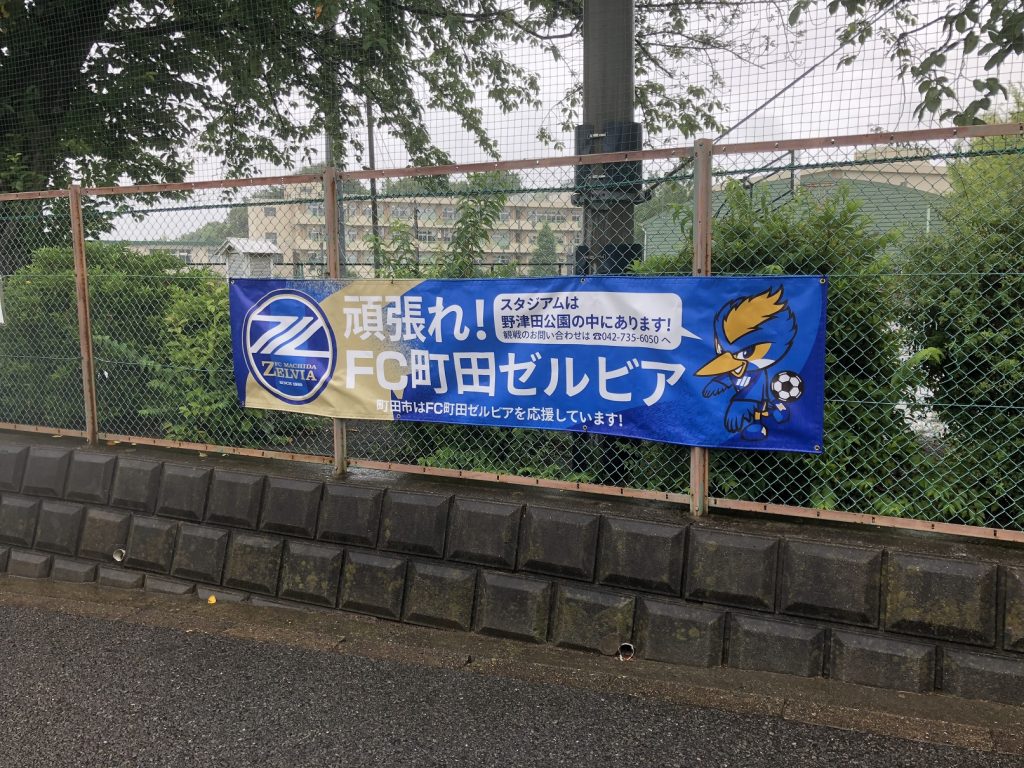 FC MACHIDA
ZELVIA
SINCE 1989
頑張れ!
スタジアムは
野津田公園の中にあります!
観戦のお問い合わせは☎042-735-6050へ
FC町田ゼルビア
町田市はFC町田ゼルビアを応援しています!